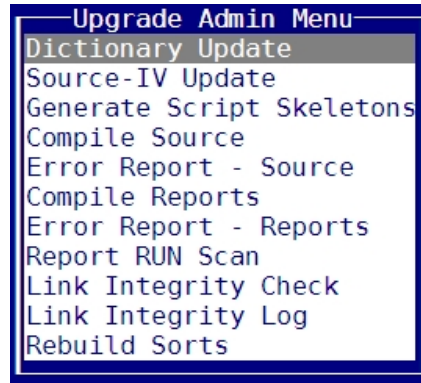 Upgrade Admin Menu
Dictionary Update
Source-IV Update
Generate Script Skeletons
Compile Source
Error Report - Source
Compile Reports
Error Report - Reports
Report RUN Scan
Link Integrity Check
Link Integrity Log
Rebuild Sorts